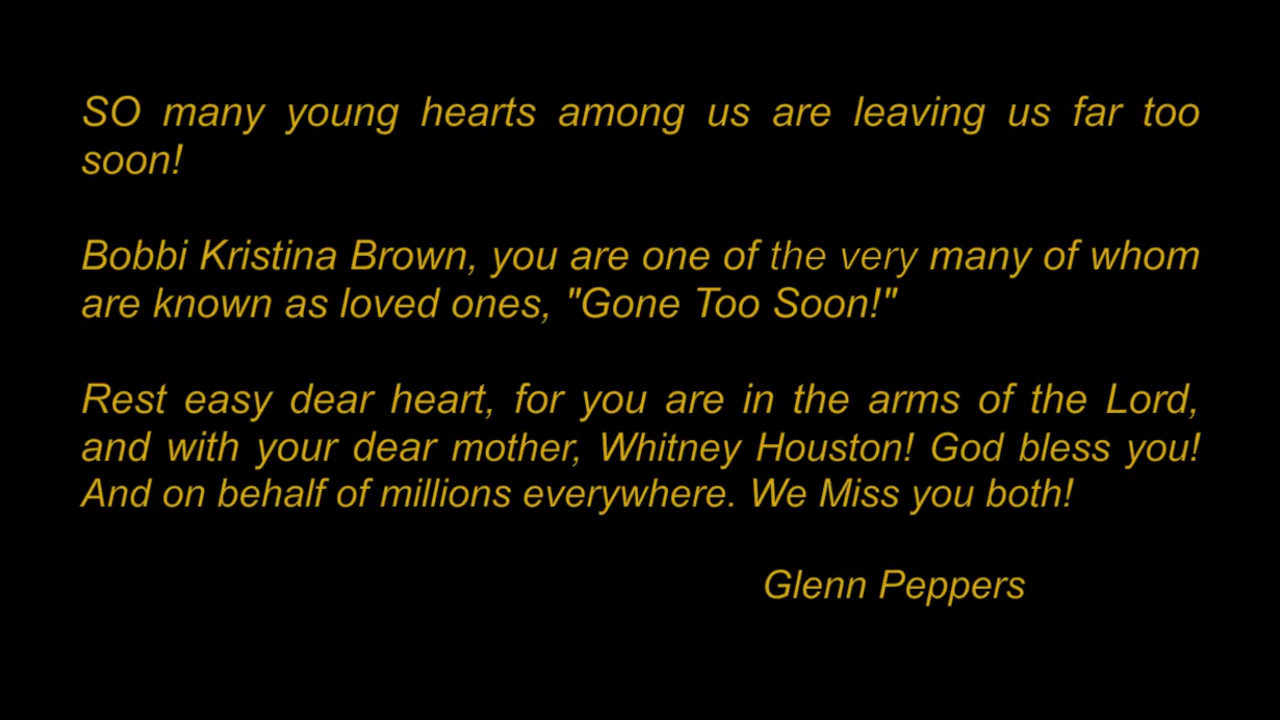 SO many young hearts among us are leaving us far too
soon!
Bobbi Kristina Brown, you are one of the very many of whom
are known as loved ones, "Gone Too Soon!"
Rest easy dear heart, for you are in the arms of the Lord,
and with your dear mother, Whitney Houston! God bless you!
And on behalf of millions everywhere. We Miss you both!
Glenn Peppers